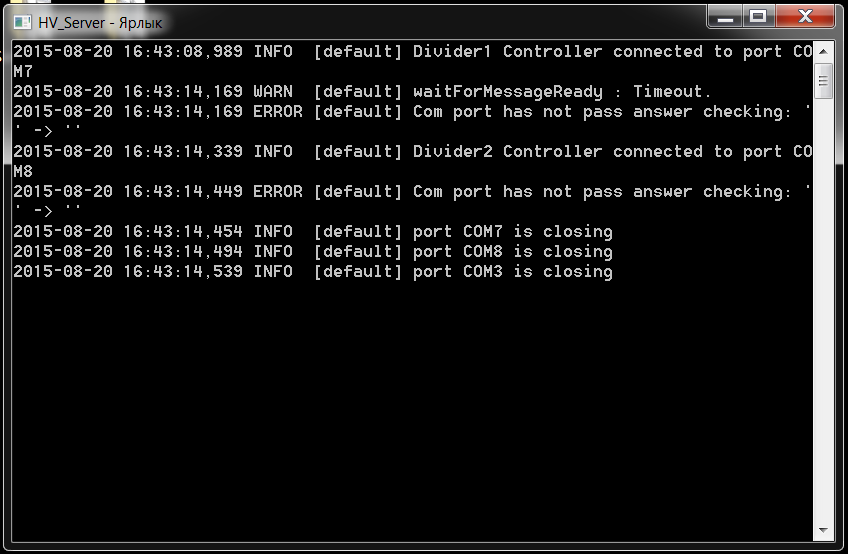 HV_Server - Ярлык
2015-08-20 16:43:08,989 INFO  [default] Divider1 Controller connected to port CO
M7
2015-08-20 16:43:14,169 WARN  [default] waitForMessageReady : Timeout.
2015-08-20 16:43:14,169 ERROR [default] Com port has not pass answer checking: '
' -> ''
2015-08-20 16:43:14,339 INFO  [default] Divider2 Controller connected to port CO
M8
2015-08-20 16:43:14,449 ERROR [default] Com port has not pass answer checking: '
' -> ''
2015-08-20 16:43:14,454 INFO  [default] port COM7 is closing
2015-08-20 16:43:14,494 INFO  [default] port COM8 is closing
2015-08-20 16:43:14,539 INFO  [default] port COM3 is closing